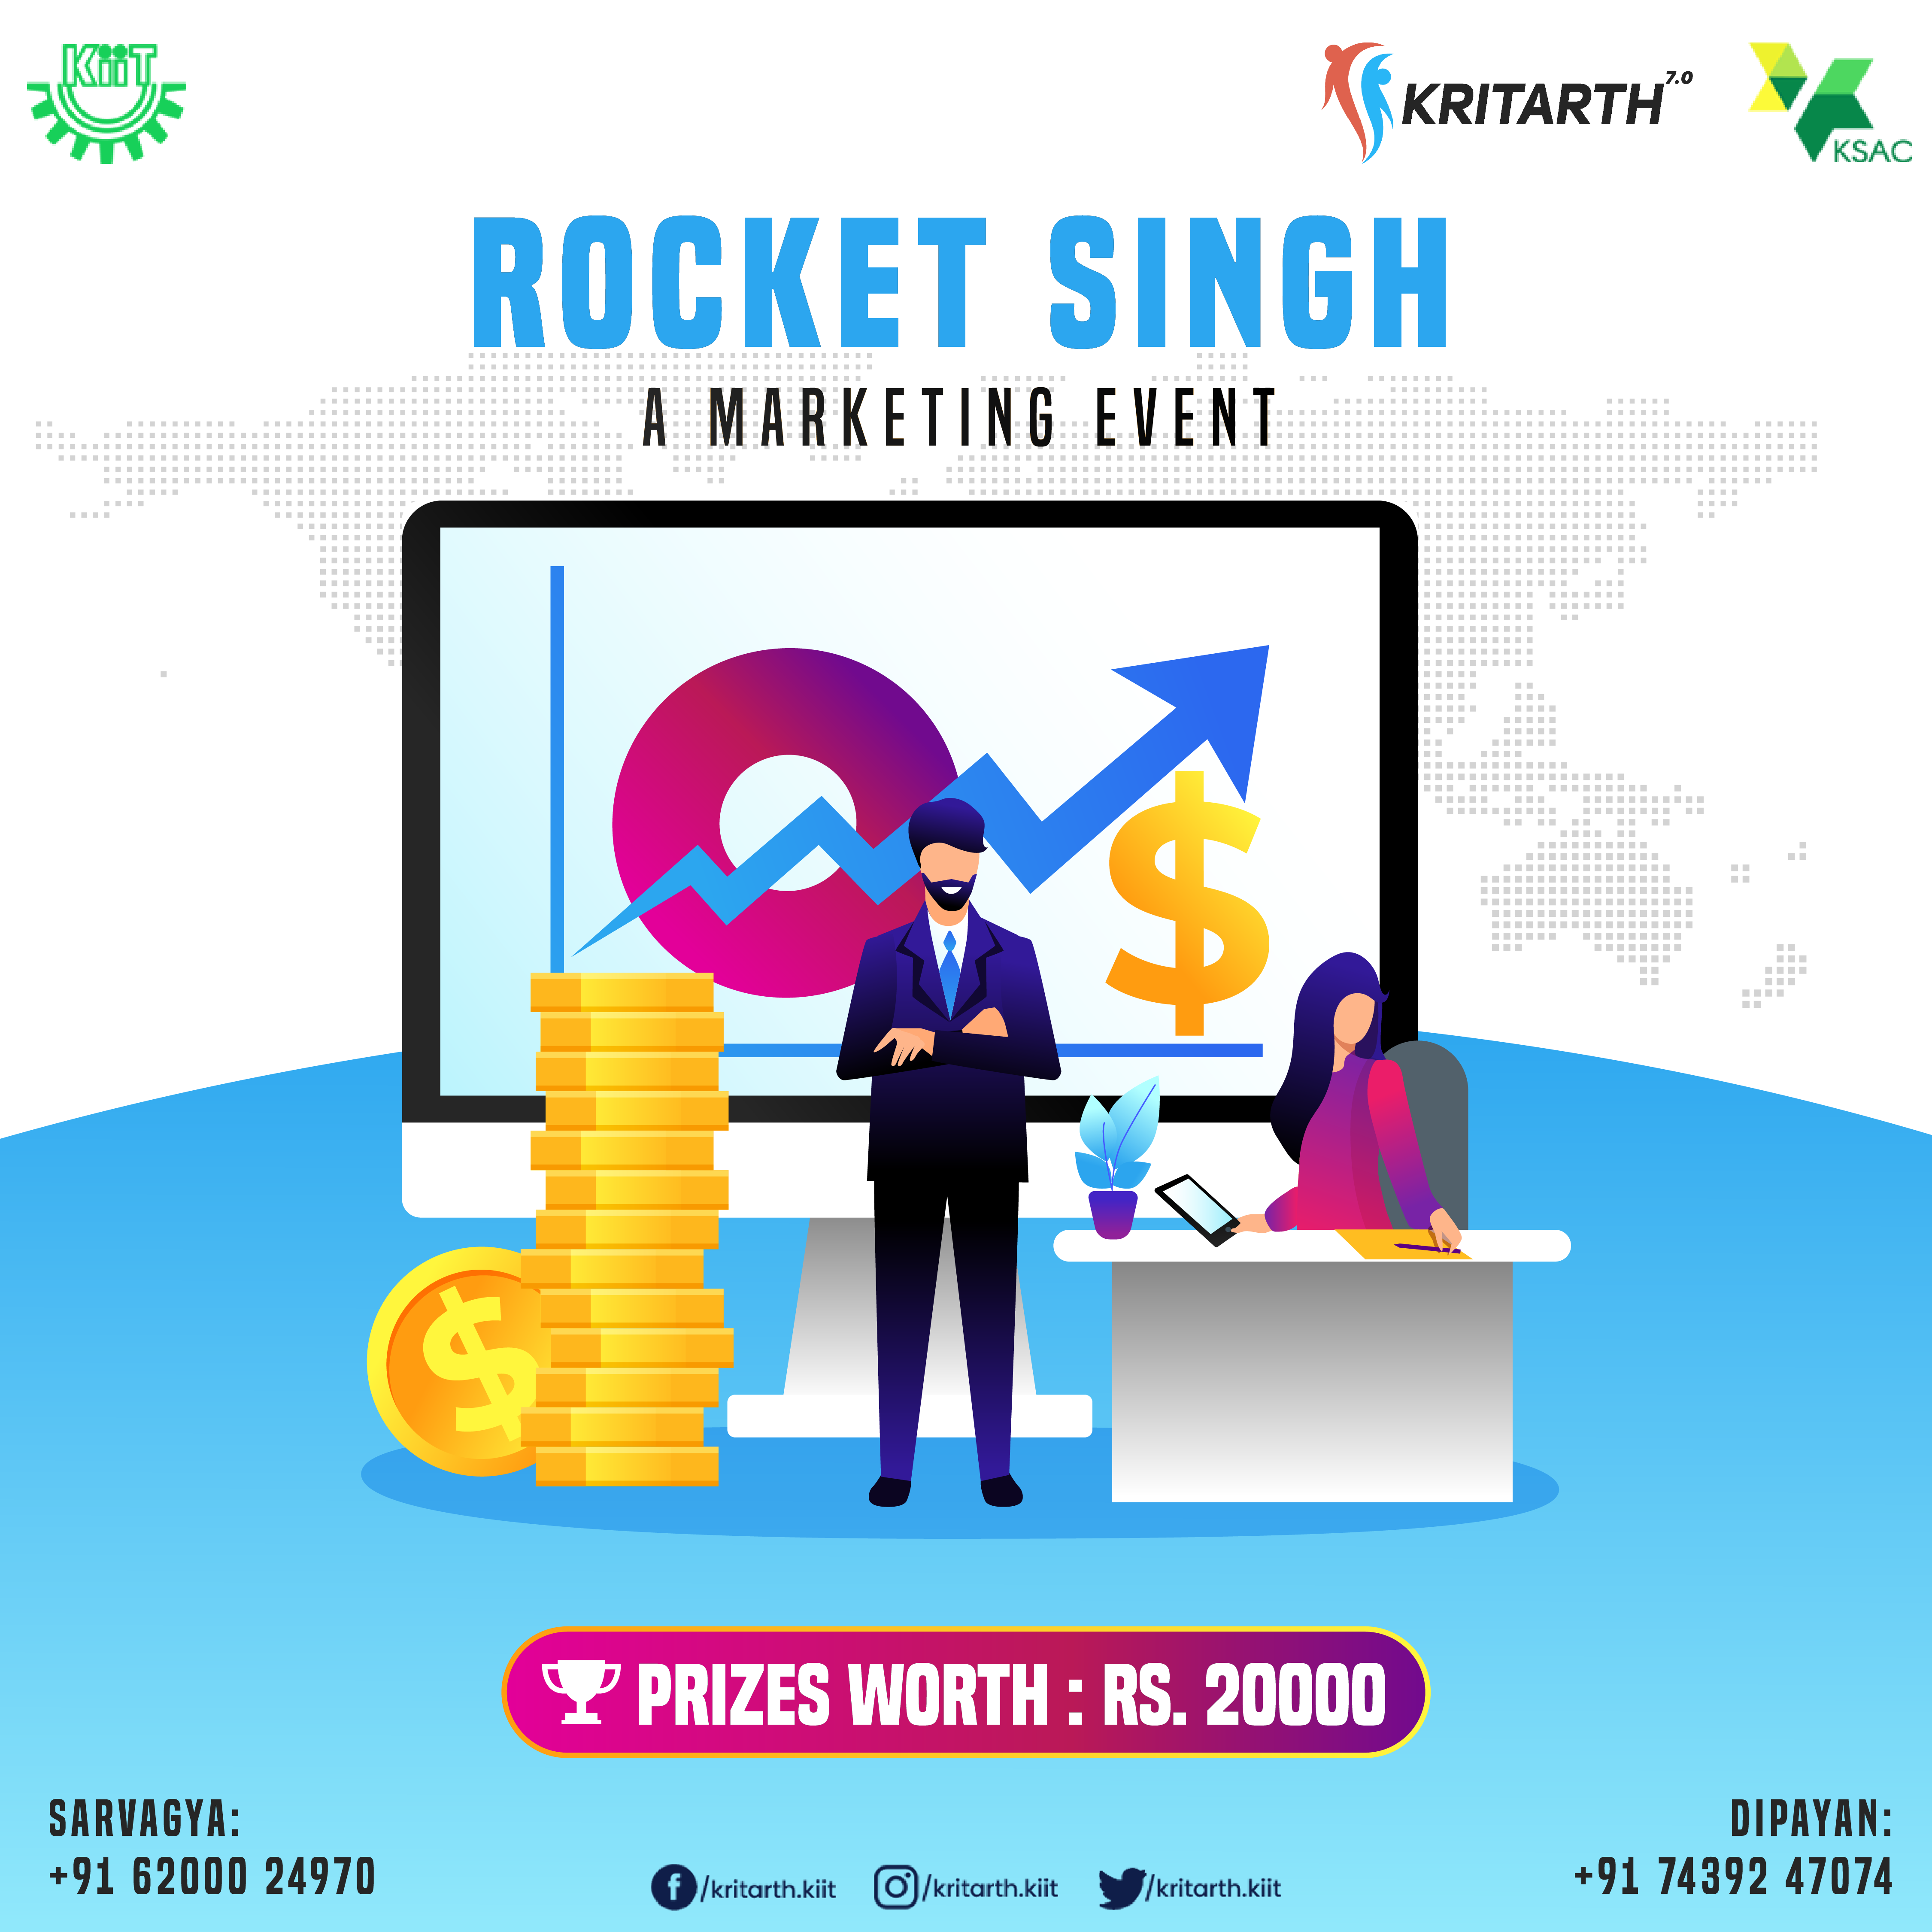 KiiT
KRITARTH 7.0
KSAC
ROCKET SINGH
A MARKETING EVENT
$
$
PRIZES WORTH : RS. 20000
SARVAGYA:
+91 62000 24970
DIPAYAN:
+91 74392 47074
/kritarth.kiit
/kritarth.kiit
/kritarth.kiit